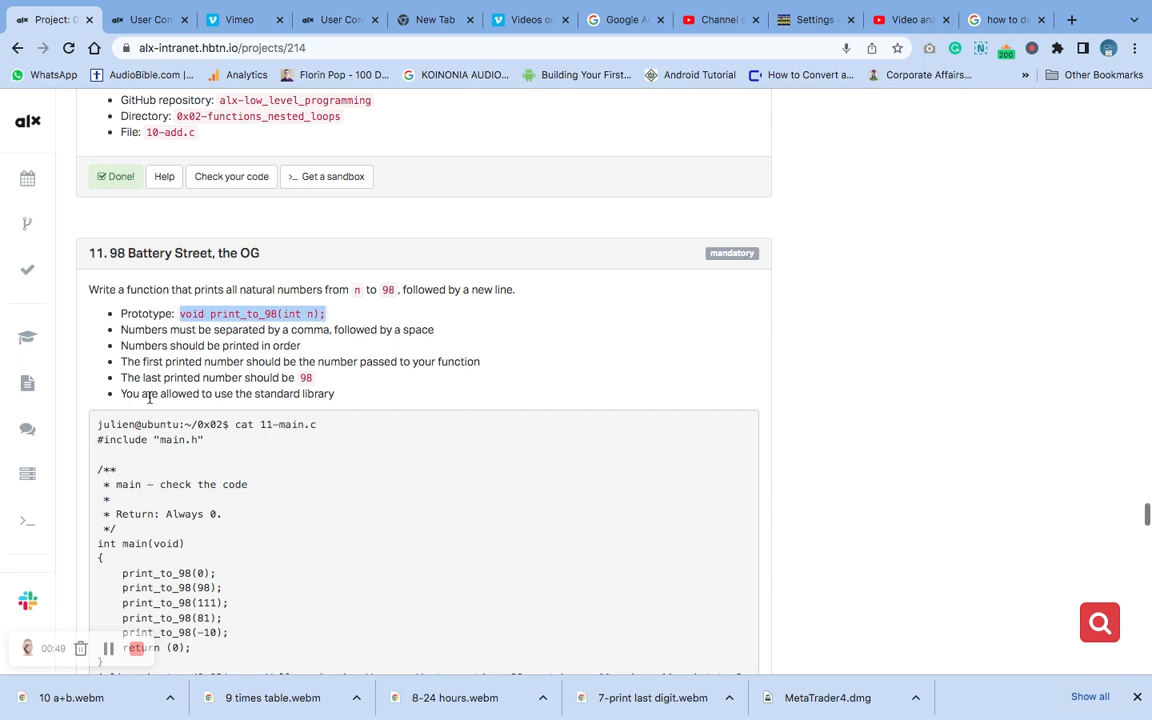 alx Project: C
User Con
Vimeo
alx User Con
New Tab
Videos on
Google A
Channel c
Settings -
Video ana
how to de
alx-intranet.hbtn.io/projects/214
200
WhatsApp
AudioBible.com |...
Analytics
Florin Pop - 100 D...
KOINONIA AUDIO...
Building Your First...
Android Tutorial
How to Convert a...
Corporate Affairs...
»
Other Bookmarks
alx
GitHub repository: alx-low_level_programming
Directory: 0x02-functions_nested_loops
File: 10-add.c
Done! Help Check your code >_ Get a sandbox
11. 98 Battery Street, the OG
mandatory
Write a function that prints all natural numbers from n to 98, followed by a new line.
Prototype: void print_to_98(int n);
Numbers must be separated by a comma, followed by a space
Numbers should be printed in order
The first printed number should be the number passed to your function
The last printed number should be 98
You are allowed to use the standard library
julien@ubuntu:~/0x02$ cat 11-main.c
#include "main.h"
/**
* main - check the code
*
* Return: Always 0.
*/
int main(void)
{
print_to_98(0);
print_to_98(98);
print_to_98(111);
print_to_98(81);
print_to_98(-10);
return (0);
}
00:49
10 a+b.webm
9 times table.webm
8-24 hours.webm
7-print last digit.webm
MetaTrader4.dmg
Show all